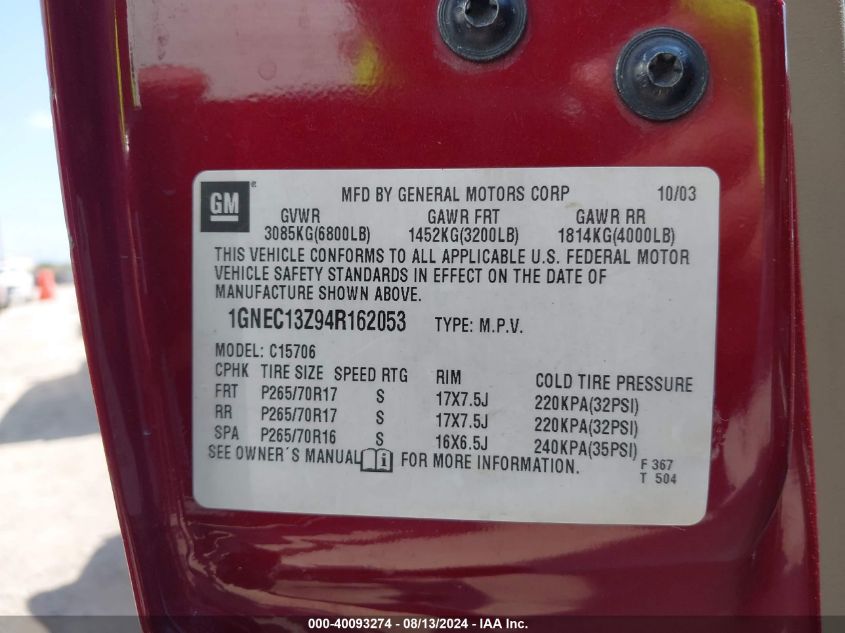 GM ® MFD BY GENERAL MOTORS CORP 10/03
GVWR GAWR FRT GAWR RR
3085KG(6800LB) 1452KG(3200LB) 1814KG(4000LB)
THIS VEHICLE CONFORMS TO ALL APPLICABLE U.S. FEDERAL MOTOR
VEHICLE SAFETY STANDARDS IN EFFECT ON THE DATE OF
MANUFACTURE SHOWN ABOVE.
1GNEC13Z94R162053 TYPE: M.P.V.
MODEL: C15706
CPHK TIRE SIZE SPEED RTG RIM COLD TIRE PRESSURE
FRT P265/70R17 S 17X7.5J 220KPA(32PSI)
RR P265/70R17 S 17X7.5J 220KPA(32PSI)
SPA P265/70R16 S 16X6.5J 240KPA(35PSI)
SEE OWNER´S MANUAL i FOR MORE INFORMATION.
F 367
T 504
000-40093274 - 08/13/2024 - IAA Inc.